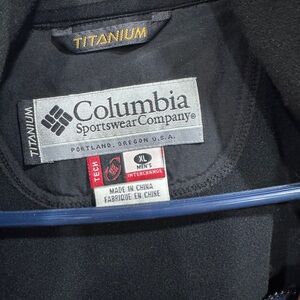 TITANIUM
TITANIUM
Columbia
Sportswear Company®
PORTLAND, OREGON U.S.A.
TECH
XL
MEN'S
INTERCHANGE
MADE IN CHINA
FABRIQUÉ EN CHINE